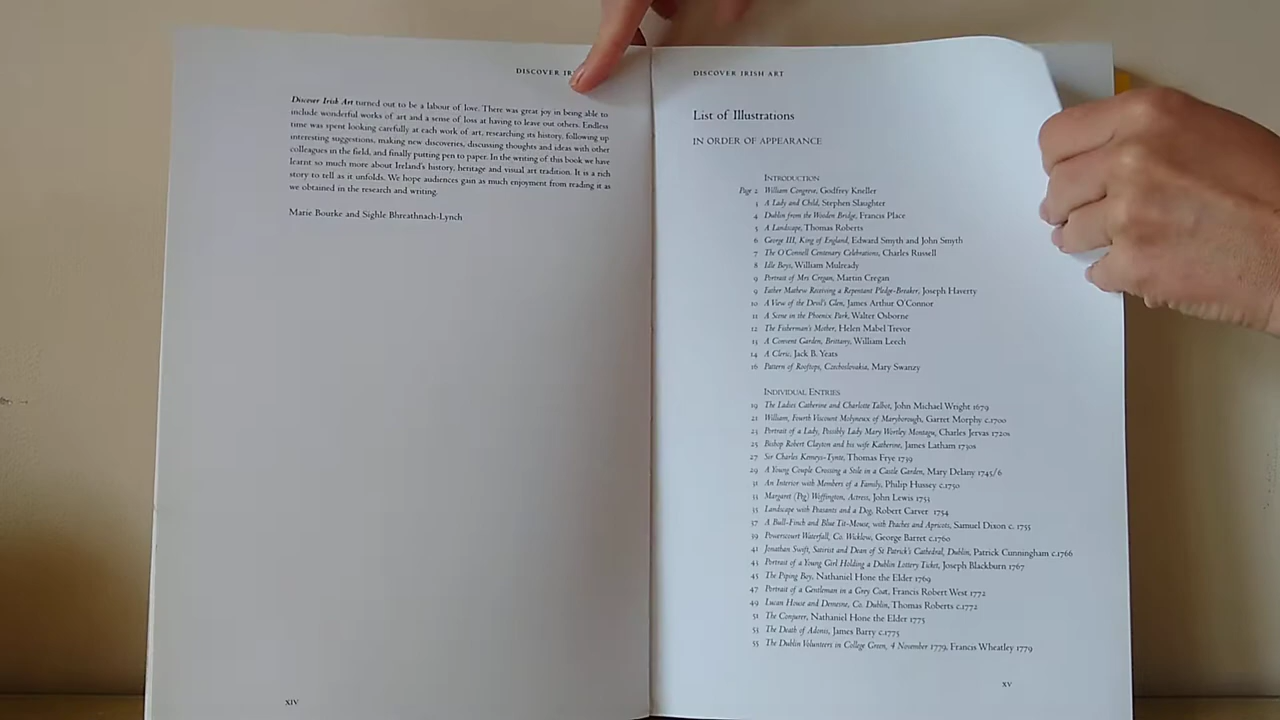 DISCOVER IR
Discover Irish Art turned out to be a labour of love. There was great joy in being able to
include wonderful works of art and a sense of loss at having to leave out others. Endless
time was spent looking carefully at each work of art, researching its history, following up
interesting suggestions, making new discoveries, discussing thoughts and ideas with other
colleagues in the field, and finally putting pen to paper. In the writing of this book we have
learnt so much more about Ireland's history, heritage and visual art tradition. It is a rich
story to tell as it unfolds. We hope audiences gain as much enjoyment from reading it as
we obtained in the research and writing.
Marie Bourke and Sighle Bhreathnach-Lynch
XIV
DISCOVER IRISH ART
List of Illustrations
IN ORDER OF APPEARANCE
INTRODUCTION
Page 2 William Congreve, Godfrey Kneller
3 A Lady and Child, Stephen Slaughter
4 Dublin from the Wooden Bridge, Francis Place
5 A Landscape, Thomas Roberts
6 George III, King of England, Edward Smyth and John Smyth
7 The O'Connell Centenary Celebrations, Charles Russell
8 Idle Boys, William Mulready
9 Portrait of Mrs Cregan, Martin Cregan
9 Father Mathew Receiving a Repentant Pledge-Breaker, Joseph Haverty
10 A View of the Devil's Glen, James Arthur O'Connor
11 A Scene in the Phoenix Park, Walter Osborne
12 The Fisherman's Mother, Helen Mabel Trevor
13 A Convent Garden, Brittany, William Leech
14 A Cleric, Jack B. Yeats
16 Pattern of Rooftops, Czechoslovakia, Mary Swanzy
INDIVIDUAL ENTRIES
19 The Ladies Catherine and Charlotte Talbot, John Michael Wright 1679
21 William, Fourth Viscount Molyneux of Maryborough, Garret Morphy c.1700
23 Portrait of a Lady, Possibly Lady Mary Wortley Montagu, Charles Jervas 1720s
25 Bishop Robert Clayton and his wife Katherine, James Latham 1730s
27 Sir Charles Kemeys-Tynte, Thomas Frye 1739
29 A Young Couple Crossing a Stile in a Castle Garden, Mary Delany 1745/6
31 An Interior with Members of a Family, Philip Hussey c.1750
33 Margaret (Peg) Woffington, Actress, John Lewis 1753
35 Landscape with Peasants and a Dog, Robert Carver 1754
37 A Bull-Finch and Blue Tit-Mouse, with Peaches and Apricots, Samuel Dixon c. 1755
39 Powerscourt Waterfall, Co. Wicklow, George Barret c.1760
41 Jonathan Swift, Satirist and Dean of St Patrick's Cathedral, Dublin, Patrick Cunningham c.1766
43 Portrait of a Young Girl Holding a Dublin Lottery Ticket, Joseph Blackburn 1767
45 The Piping Boy, Nathaniel Hone the Elder 1769
47 Portrait of a Gentleman in a Grey Coat, Francis Robert West 1772
49 Lucan House and Demesne, Co. Dublin, Thomas Roberts c.1772
51 The Conjurer, Nathaniel Hone the Elder 1775
53 The Death of Adonis, James Barry c.1775
55 The Dublin Volunteers in College Green, 4 November 1779, Francis Wheatley 1779
XV